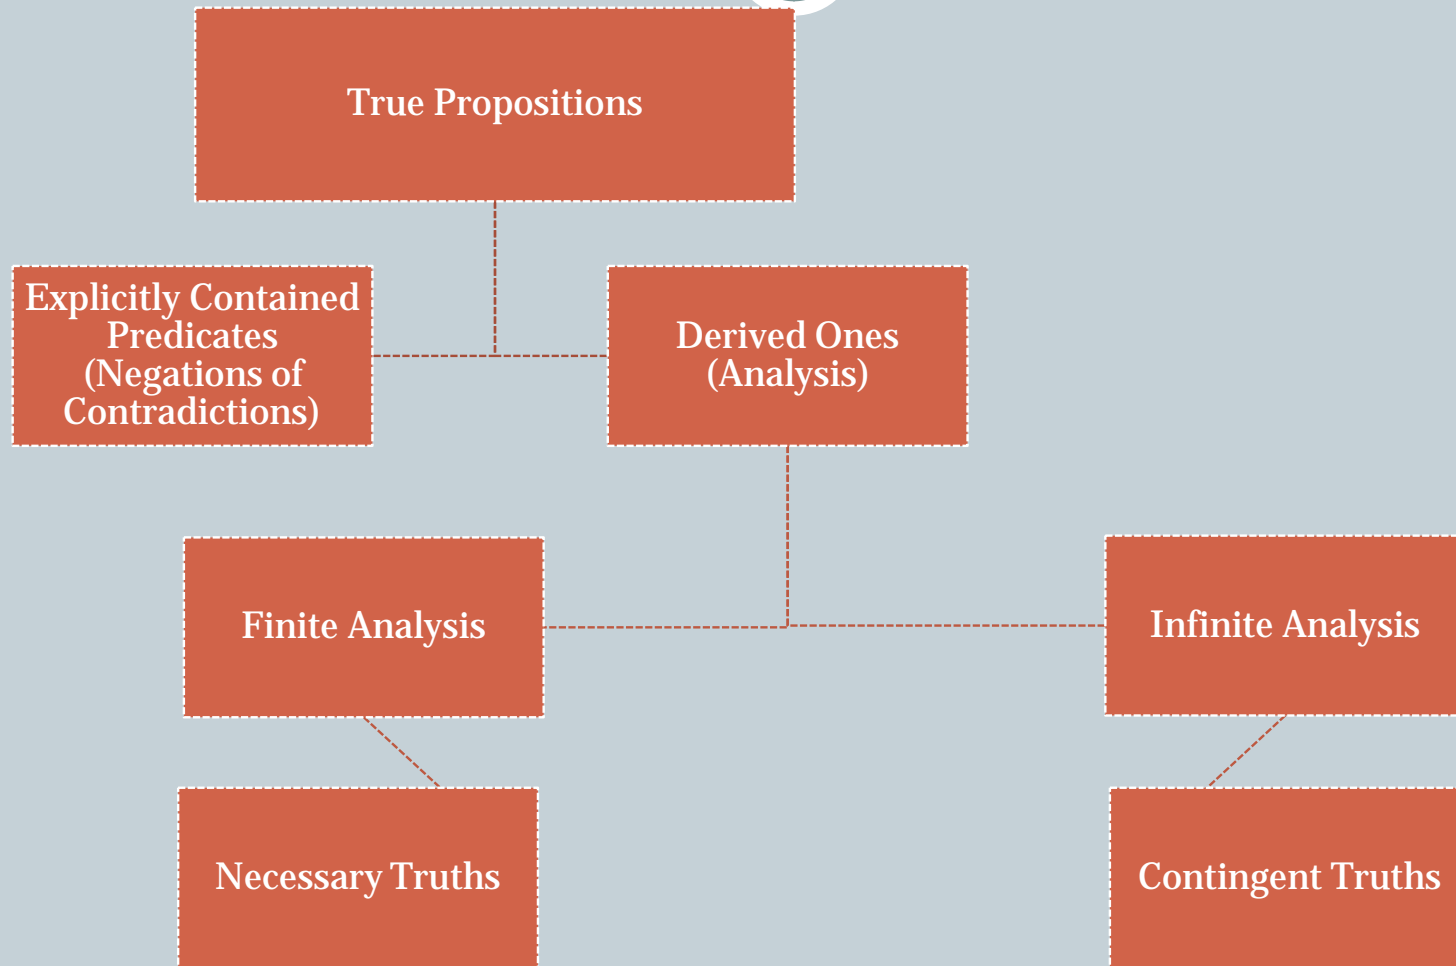 True Propositions
Explicitly Contained
Predicates
(Negations of
Contradictions)
Derived Ones
(Analysis)
Finite Analysis
Infinite Analysis
Necessary Truths
Contingent Truths